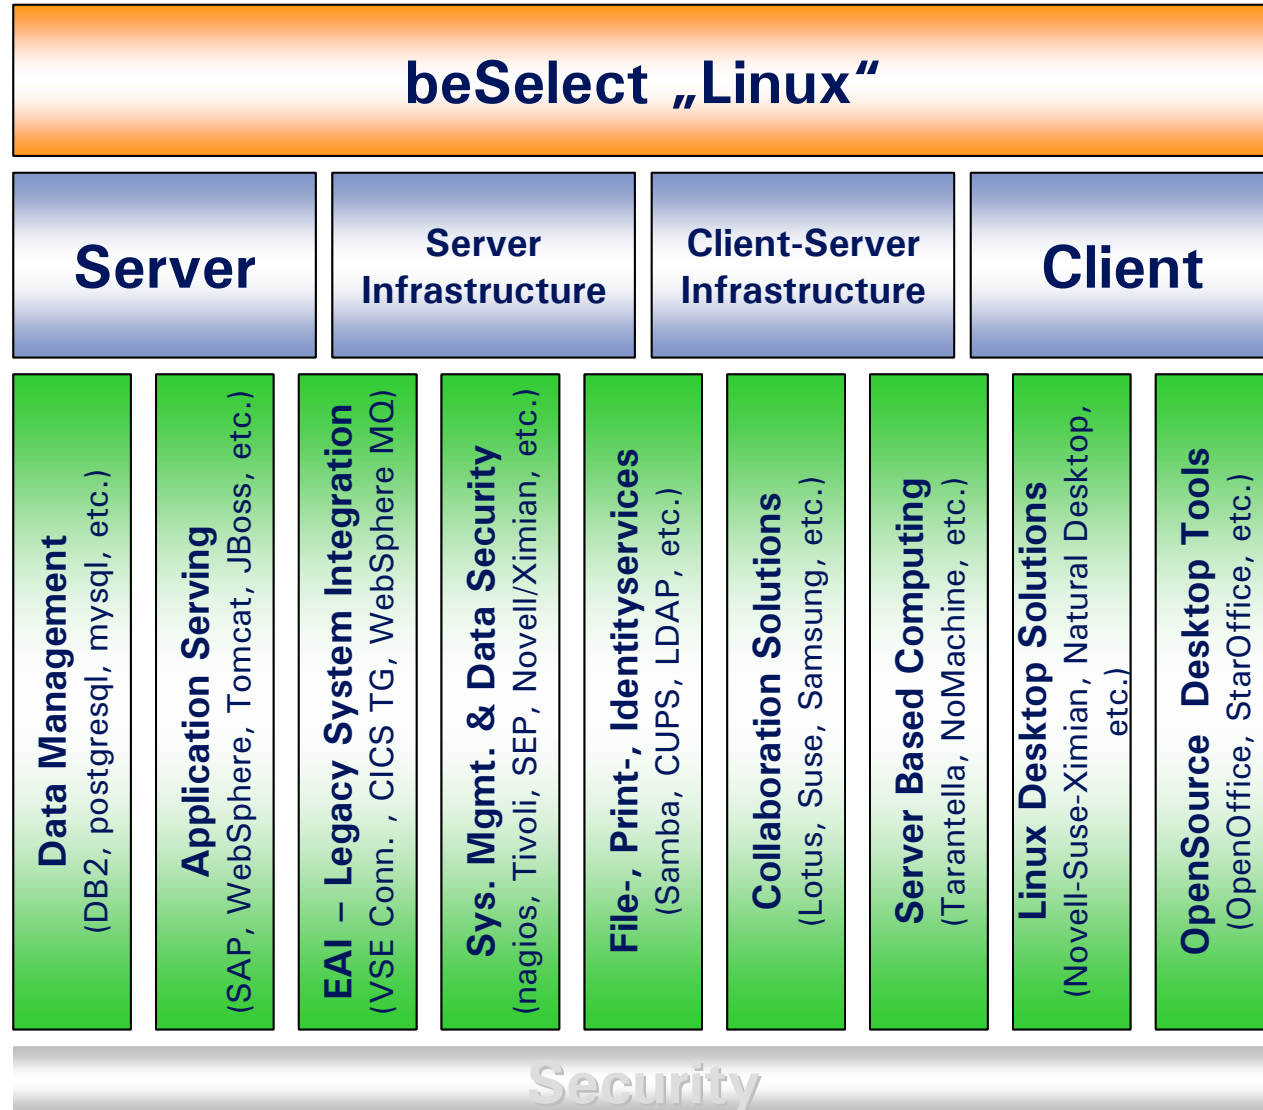 beSelect „Linux“
Server
Server
Infrastructure
Client-Server
Infrastructure
Client
Data Management
(DB2, postgresql, mysql, etc.)
Application Serving
(SAP, WebSphere, Tomcat, JBoss, etc.)
EAI – Legacy System Integration
(VSE Conn. , CICS TG, WebSphere MQ)
Sys. Mgmt. & Data Security
(nagios, Tivoli, SEP, Novell/Ximian, etc.)
File-, Print-, Identityservices
(Samba, CUPS, LDAP, etc.)
Collaboration Solutions
(Lotus, Suse, Samsung, etc.)
Server Based Computing
(Tarantella, NoMachine, etc.)
Linux Desktop Solutions
(Novell-Suse-Ximian, Natural Desktop,
etc.)
OpenSource Desktop Tools
(OpenOffice, StarOffice, etc.)
Security